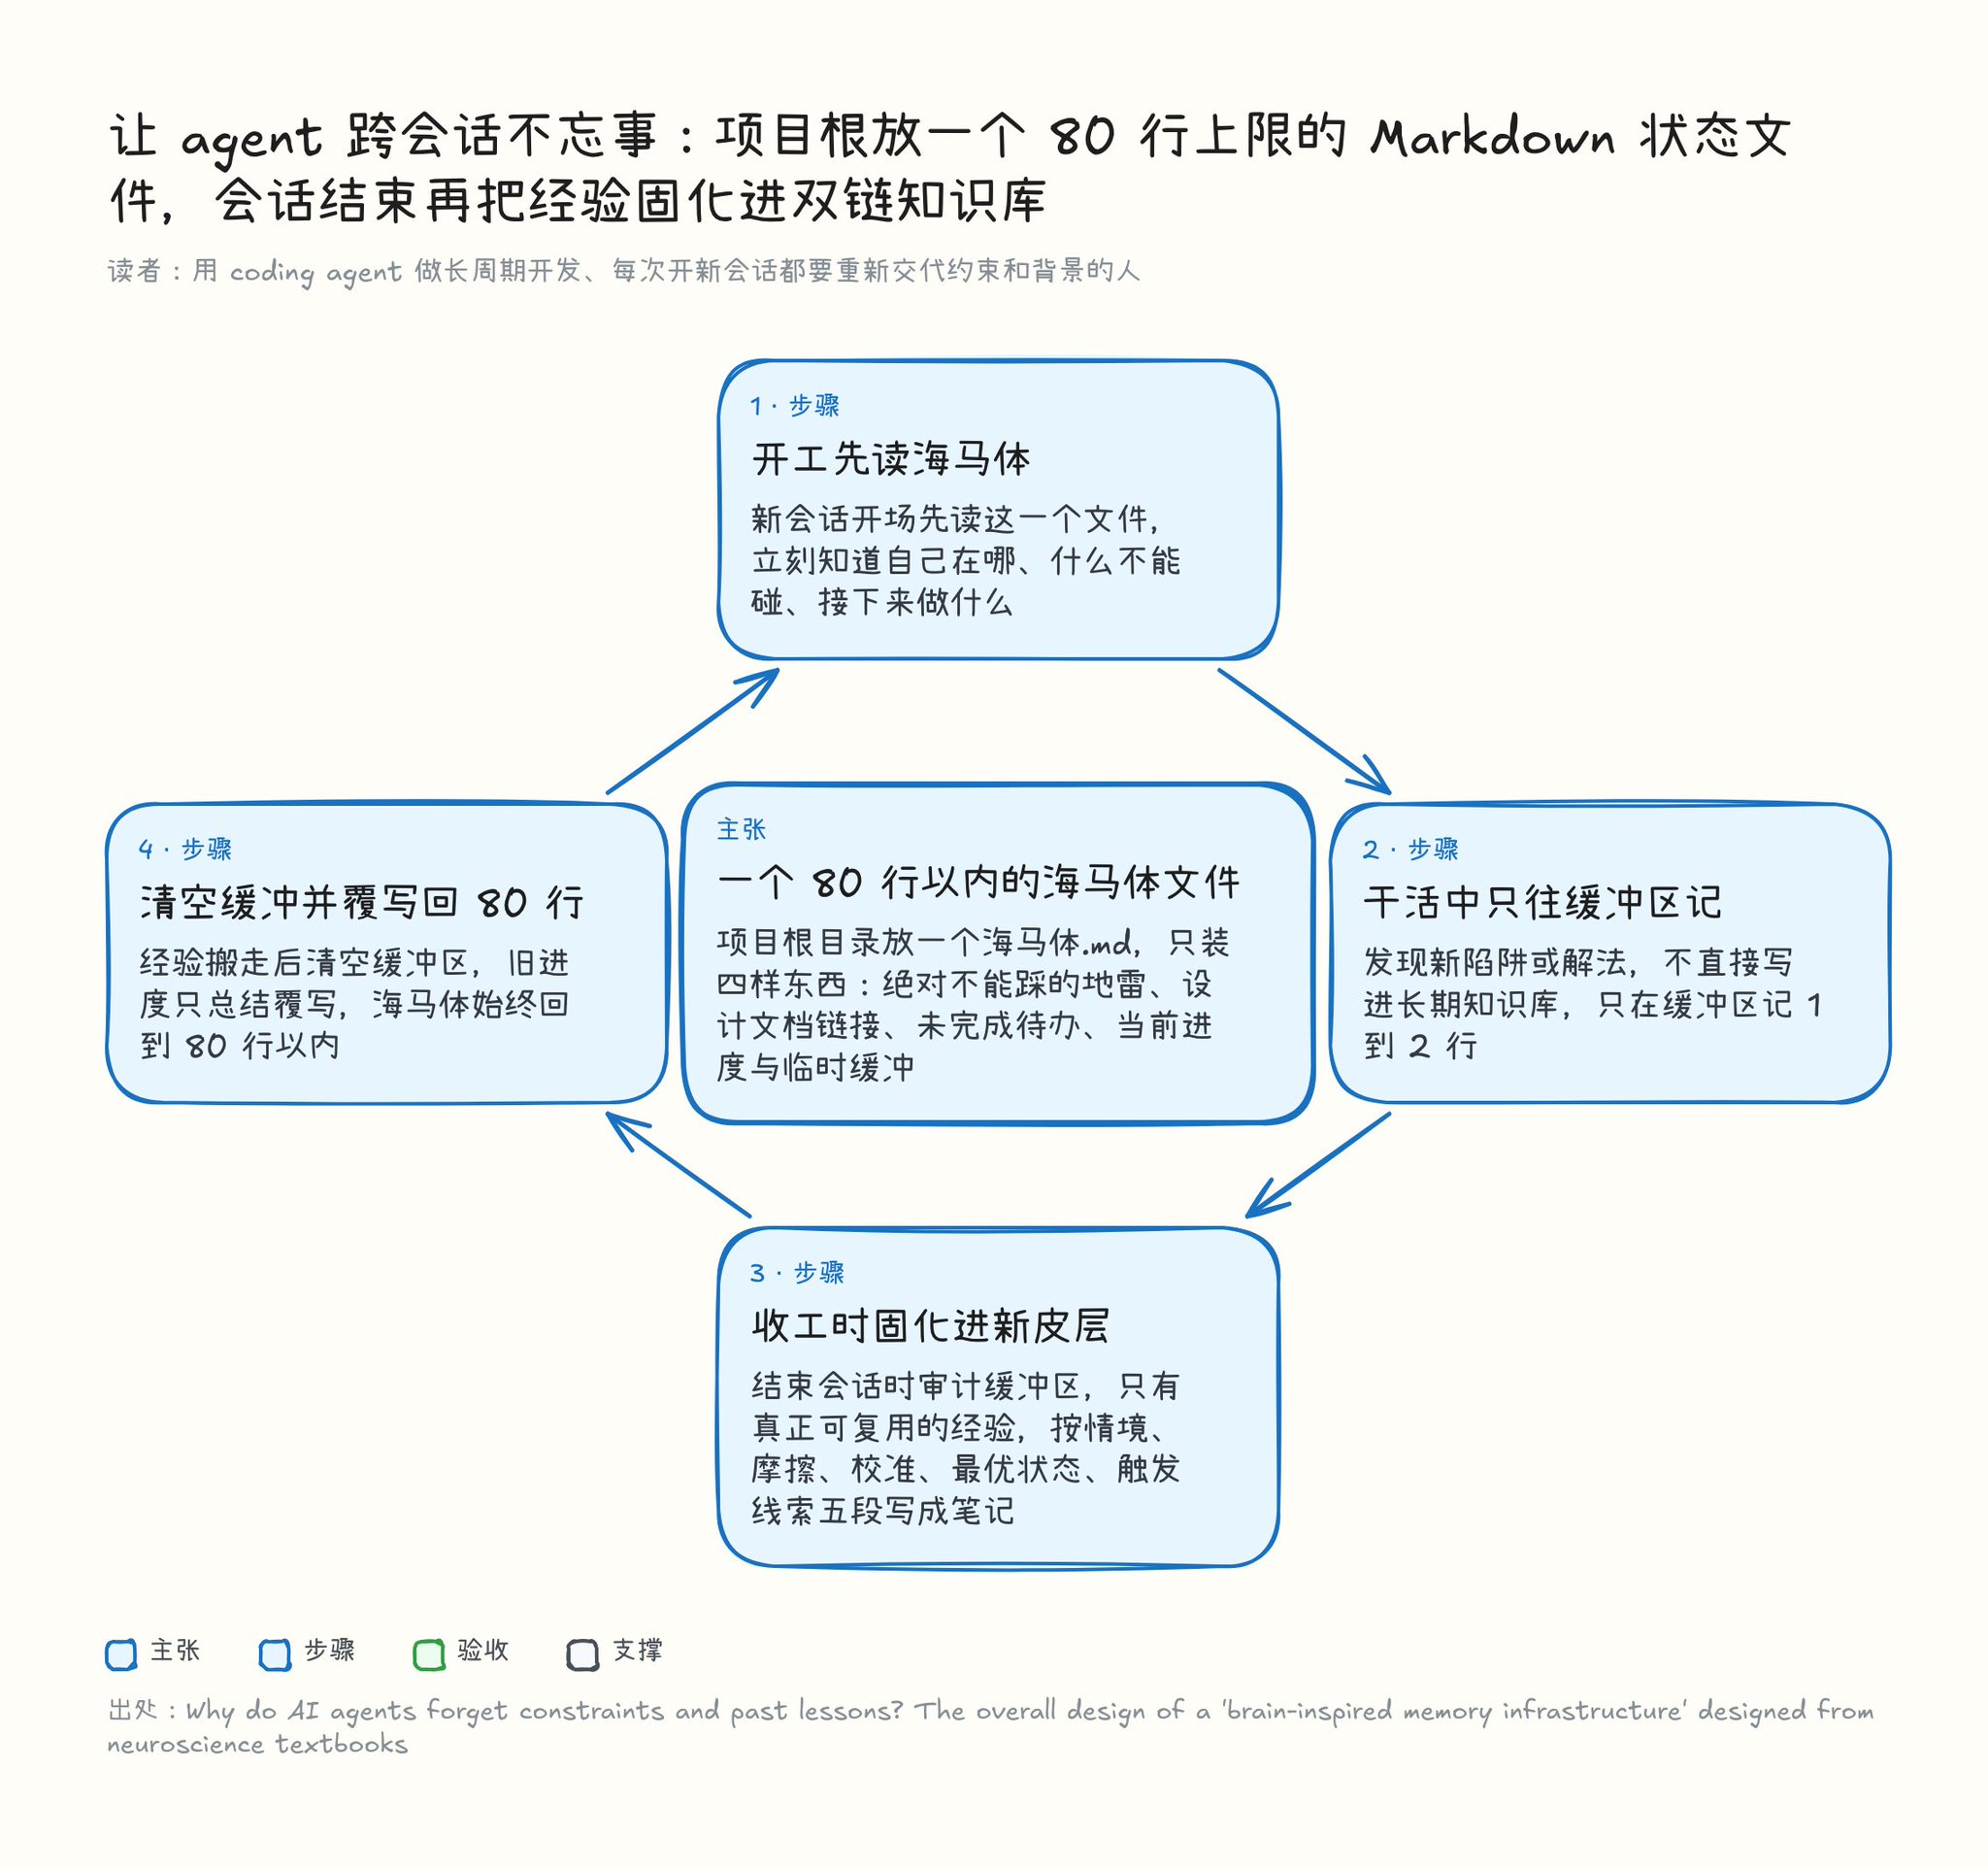 让 agent 跨会话不忘事：项目根放一个 80 行上限的 Markdown 状态文
件，会话结束再把经验固化进双链知识库
读者：用 coding agent 做长周期开发、每次开新会话都要重新交代约束和背景的人
1 · 步骤
开工先读海马体
新会话开场先读这一个文件，
立刻知道自己在哪、什么不能
碰、接下来做什么
4 · 步骤
清空缓冲并覆写回 80 行
经验搬走后清空缓冲区，旧进
度只总结覆写，海马体始终回
到 80 行以内
主张
一个 80 行以内的海马体文件
项目根目录放一个海马体.md，只装
四样东西：绝对不能踩的地雷、设
计文档链接、未完成待办、当前进
度与临时缓冲
2 · 步骤
干活中只往缓冲区记
发现新陷阱或解法，不直接写
进长期知识库，只在缓冲区记 1
到 2 行
3 · 步骤
收工时固化进新皮层
结束会话时审计缓冲区，只有
真正可复用的经验，按情境、
摩擦、校准、最优状态、触发
线索五段写成笔记
主张
步骤
验收
支撑
出处：Why do AI agents forget constraints and past lessons? The overall design of a 'brain-inspired memory infrastructure' designed from
neuroscience textbooks